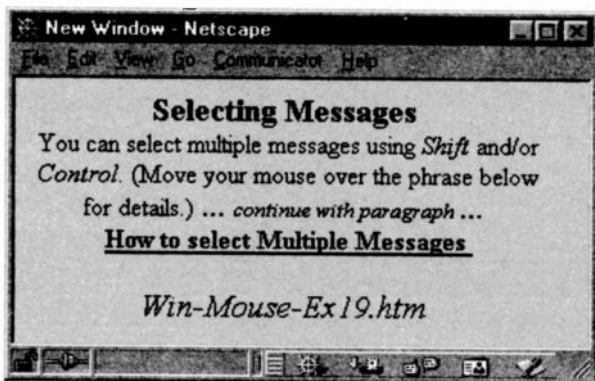 New Window - Netscape
File Edit View Go Communicator Help
Selecting Messages
You can select multiple messages using Shift and/or
Control. (Move your mouse over the phrase below
for details.) ... continue with paragraph ...
How to select Multiple Messages
Win-Mouse-Ex19.htm